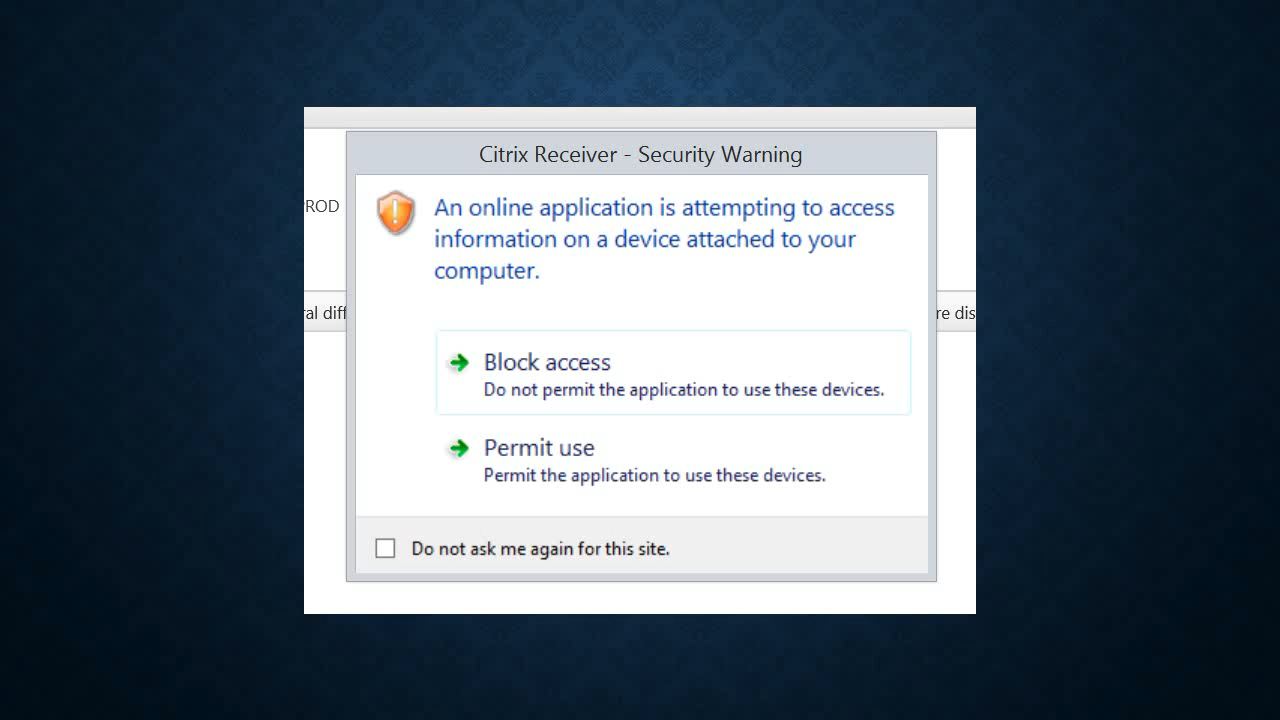 Citrix Receiver - Security Warning
An online application is attempting to access
information on a device attached to your
computer.
ROD
ral diff
re dis
Block access
Do not permit the application to use these devices.
Permit use
Permit the application to use these devices.
Do not ask me again for this site.